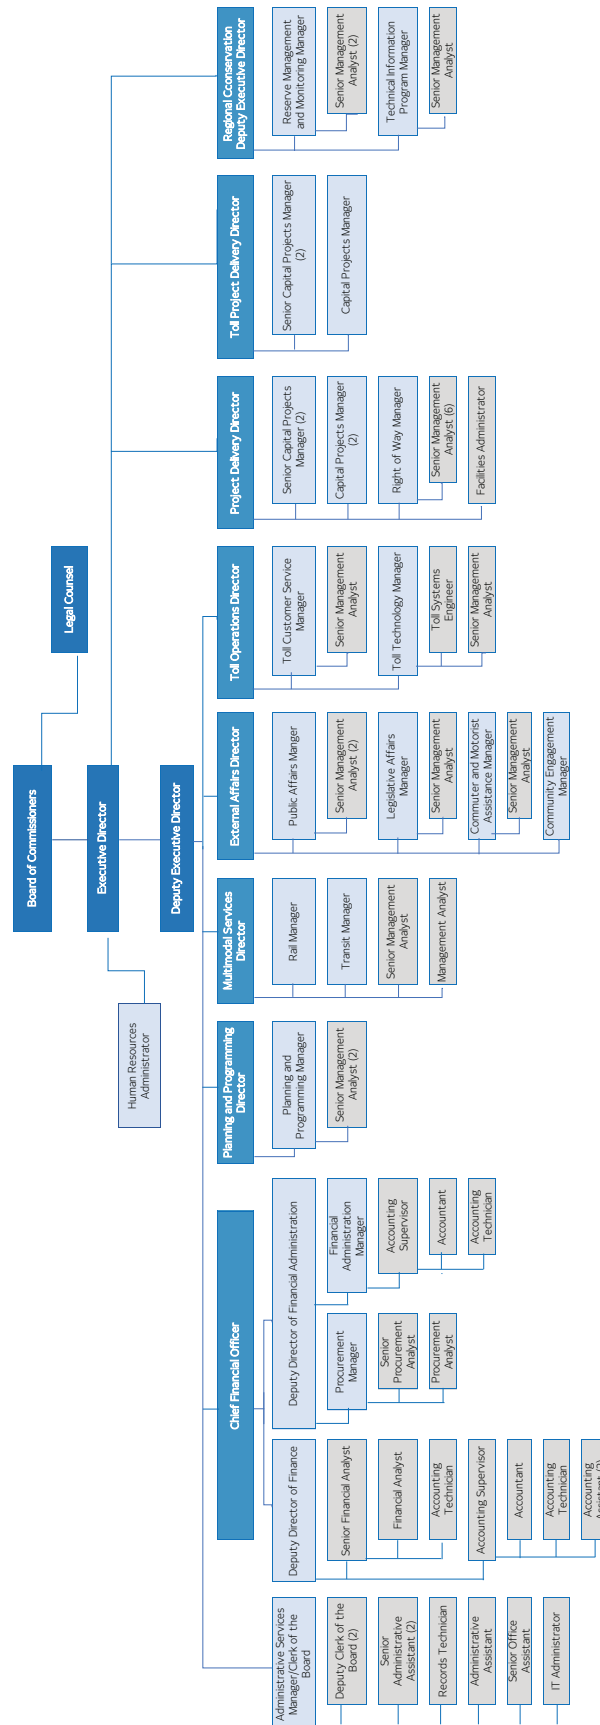 Board of Commissioners
Legal Counsel
Executive Director
Human Resources
Administrator
Deputy Executive Director
Administrative Services
Manager/Clerk of the
Board
Deputy Clerk of the
Board (2)
Senior
Administrative
Assistant (2)
Records Technician
Administrative
Assistant
Senior Office
Assistant
IT Administrator
Chief Financial Officer
Deputy Director of Finance
Senior Financial Analyst
Financial Analyst
Accounting
Technician
Accounting Supervisor
Accountant
Accounting
Technician
Accounting
Deputy Director of Financial Administration
Procurement
Manager
Senior
Procurement
Analyst
Procurement
Analyst
Financial
Administration
Manager
Accounting
Supervisor
Accountant
Accounting
Technician
Planning and Programming
Director
Planning and
Programming Manager
Senior Management
Analyst (2)
Multimodal Services
Director
Rail Manager
Transit Manager
Senior Management
Analyst
Management Analyst
External Affairs Director
Public Affairs Manger
Senior Management
Analyst (2)
Legislative Affairs
Manager
Senior Management
Analyst
Commuter and Motorist
Assistance Manager
Senior Management
Analyst
Community Engagement
Manager
Toll Operations Director
Toll Customer Service
Manager
Senior Management
Analyst
Toll Technology Manager
Toll Systems
Engineer
Senior Management
Analyst
Project Delivery Director
Senior Capital Projects
Manager (2)
Capital Projects Manager
(2)
Right of Way Manager
Senior Management
Analyst (6)
Facilities Administrator
Toll Project Delivery Director
Senior Capital Projects Manager
(2)
Capital Projects Manager
Regional Cconservation
Deputy Executive Director
Reserve Management
and Monitoring Manager
Senior Management
Analyst (2)
Technical Information
Program Manager
Senior Management
Analyst